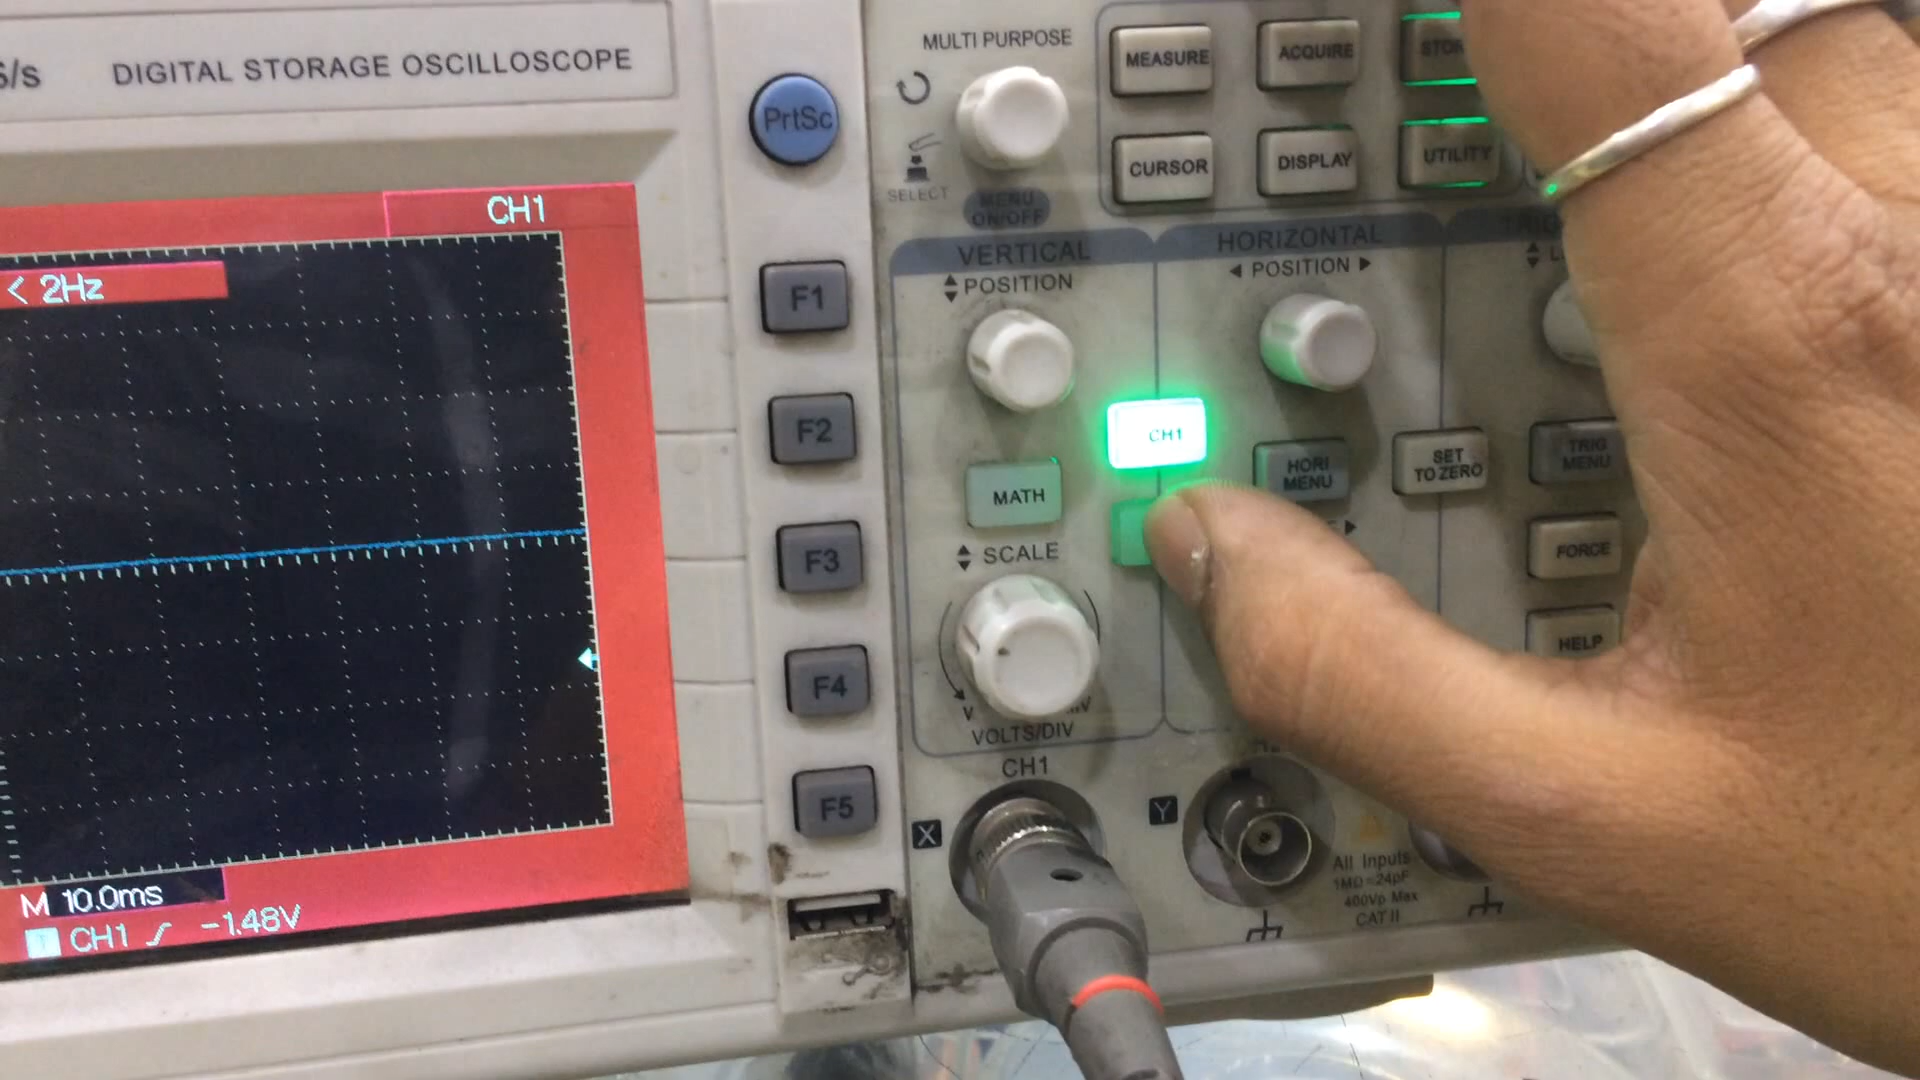 S/s
DIGITAL STORAGE OSCILLOSCOPE
PrtSc
CH1
< 2Hz
M 10.0ms
CH1 -1.48V
F1
F2
F3
F4
F5
MULTI PURPOSE
SELECT
MENU
ON/OFF
MEASURE
ACQUIRE
CURSOR
DISPLAY
UTILITY
VERTICAL
POSITION
CH1
MATH
SCALE
VOLTS/DIV
CH1
X
HORIZONTAL
POSITION
HORI
MENU
SET
TO ZERO
TRIG
MENU
FORCE
HELP
Y
All Inputs
1MΩ=24pF
400Vp Max
CAT II